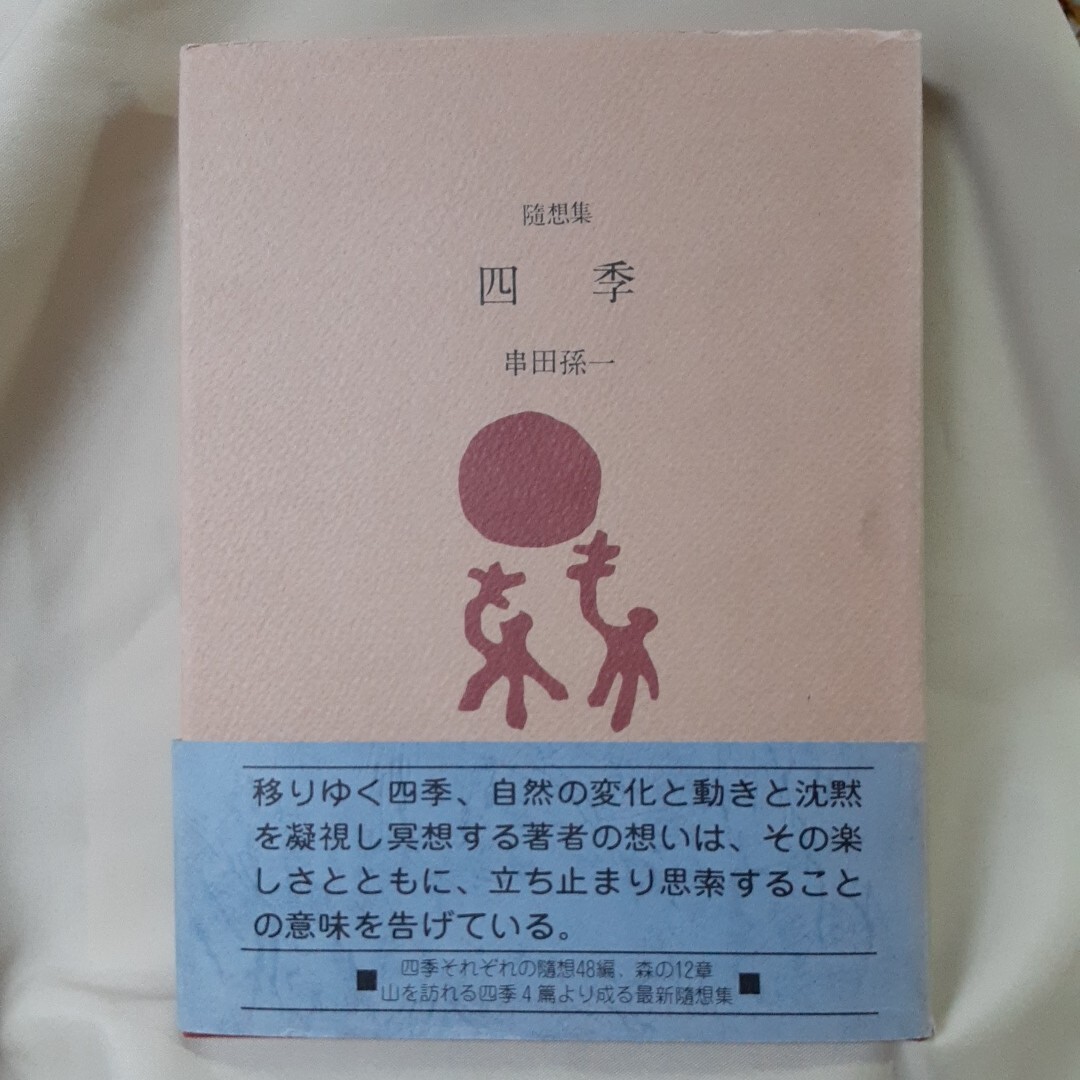 隨想集
四 季
串田孫一
移りゆく四季、自然の変化と動きと沈黙
を凝視し冥想する著者の想いは、その楽
しさとともに、立ち止まり思索すること
の意味を告げている。
四季それぞれの隨想48編、森の12章
山を訪れる四季4篇より成る最新隨想集